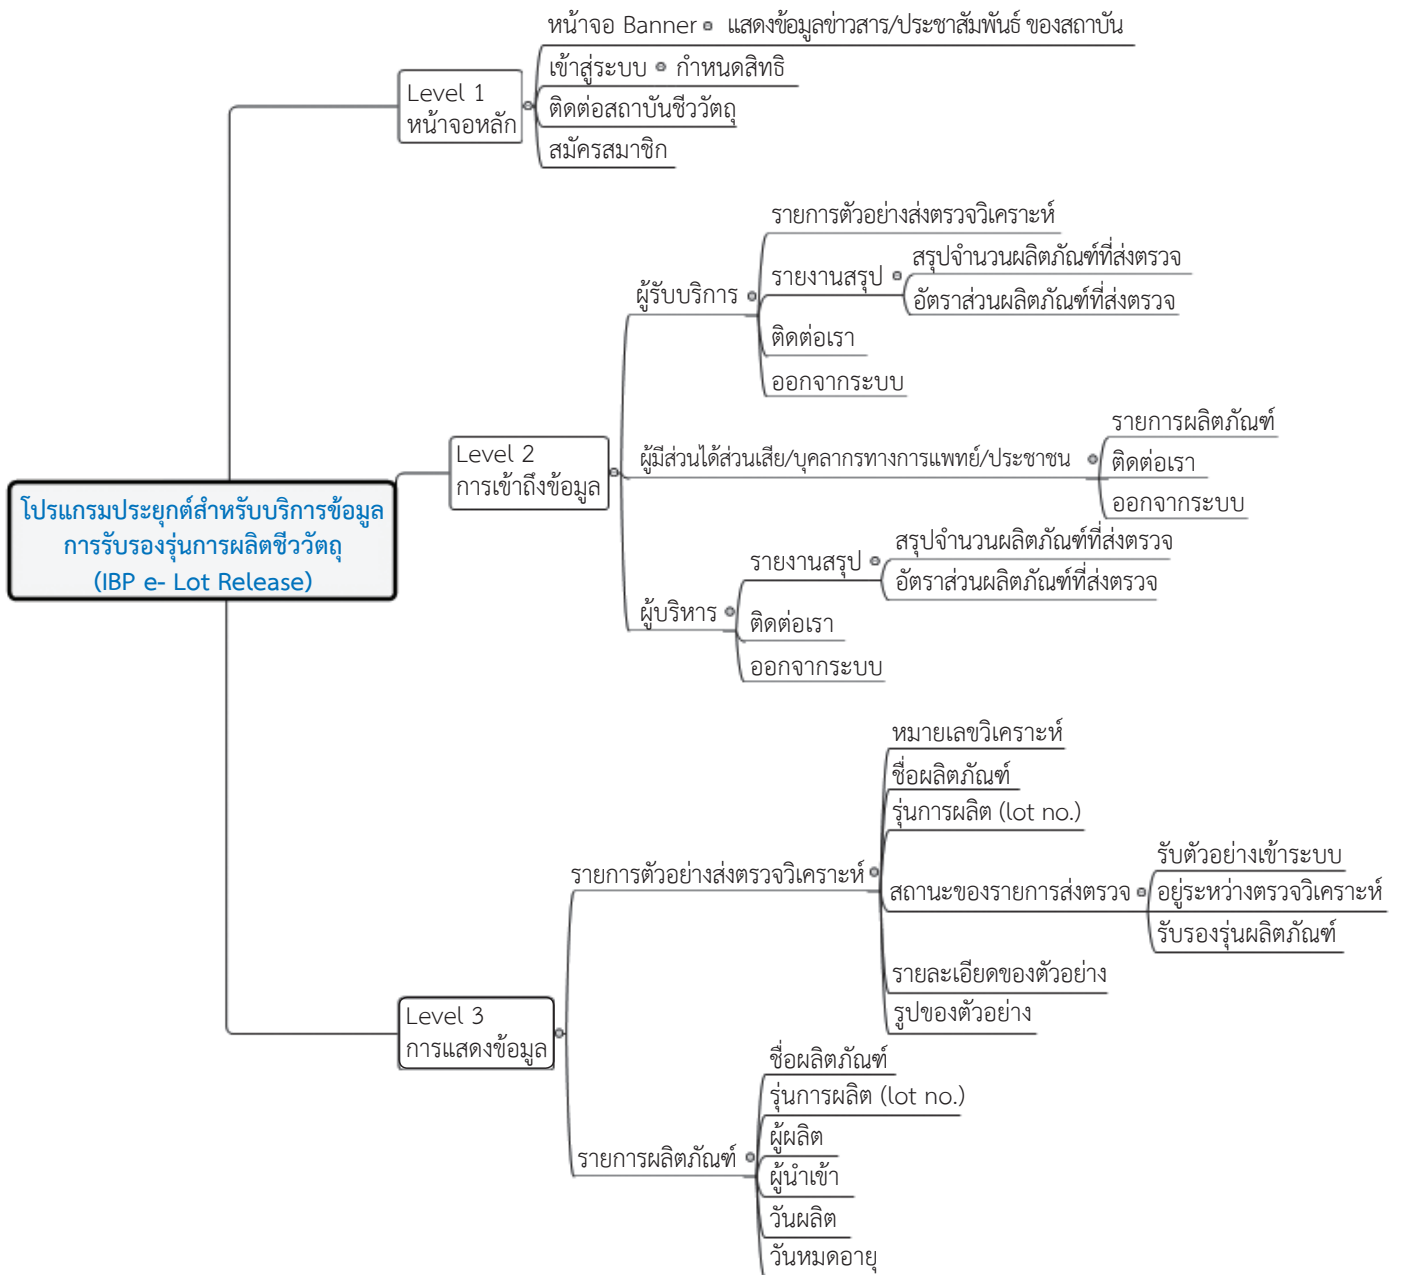 หน้าจอ Banner
แสดงข้อมูลข่าวสาร/ประชาสัมพันธ์ ของสถาบัน
เข้าสู่ระบบ
กำหนดสิทธิ
Level 1
หน้าจอหลัก
ติดต่อสถาบันชีววัตถุ
สมัครสมาชิก
รายการตัวอย่างส่งตรวจวิเคราะห์
ผู้รับบริการ
รายงานสรุป
สรุปจำนวนผลิตภัณฑ์ที่ส่งตรวจ
อัตราส่วนผลิตภัณฑ์ที่ส่งตรวจ
ติดต่อเรา
ออกจากระบบ
Level 2
การเข้าถึงข้อมูล
ผู้มีส่วนได้ส่วนเสีย/บุคลากรทางการแพทย์/ประชาชน
รายการผลิตภัณฑ์
ติดต่อเรา
ออกจากระบบ
โปรแกรมประยุกต์สำหรับบริการข้อมูล
การรับรองรุ่นการผลิตชีววัตถุ
(IBP e- Lot Release)
ผู้บริหาร
รายงานสรุป
สรุปจำนวนผลิตภัณฑ์ที่ส่งตรวจ
อัตราส่วนผลิตภัณฑ์ที่ส่งตรวจ
ติดต่อเรา
ออกจากระบบ
หมายเลขวิเคราะห์
ชื่อผลิตภัณฑ์
รุ่นการผลิต (lot no.)
รายการตัวอย่างส่งตรวจวิเคราะห์
สถานะของรายการส่งตรวจ
รับตัวอย่างเข้าระบบ
อยู่ระหว่างตรวจวิเคราะห์
รับรองรุ่นผลิตภัณฑ์
รายละเอียดของตัวอย่าง
รูปของตัวอย่าง
Level 3
การแสดงข้อมูล
ชื่อผลิตภัณฑ์
รุ่นการผลิต (lot no.)
ผู้ผลิต
รายการผลิตภัณฑ์
ผู้นำเข้า
วันผลิต
วันหมดอายุ